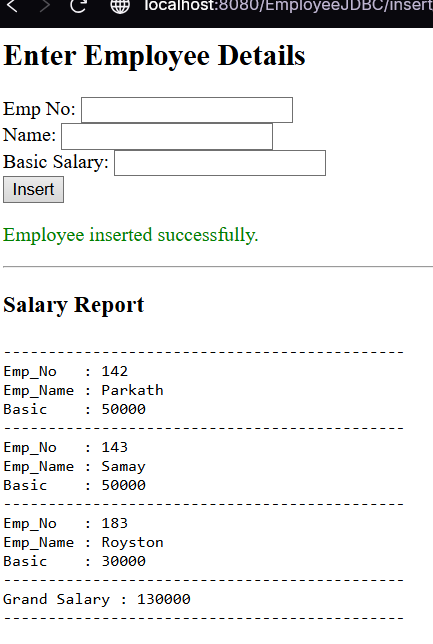 localhost:8080/EmployeeJDBC/insert
Enter Employee Details
Emp No:
Name:
Basic Salary:
Insert
Employee inserted successfully.
Salary Report
---------------------------------------------
Emp_No   : 142
Emp_Name : Parkath
Basic    : 50000
---------------------------------------------
Emp_No   : 143
Emp_Name : Samay
Basic    : 50000
---------------------------------------------
Emp_No   : 183
Emp_Name : Royston
Basic    : 30000
---------------------------------------------
Grand Salary : 130000
---------------------------------------------